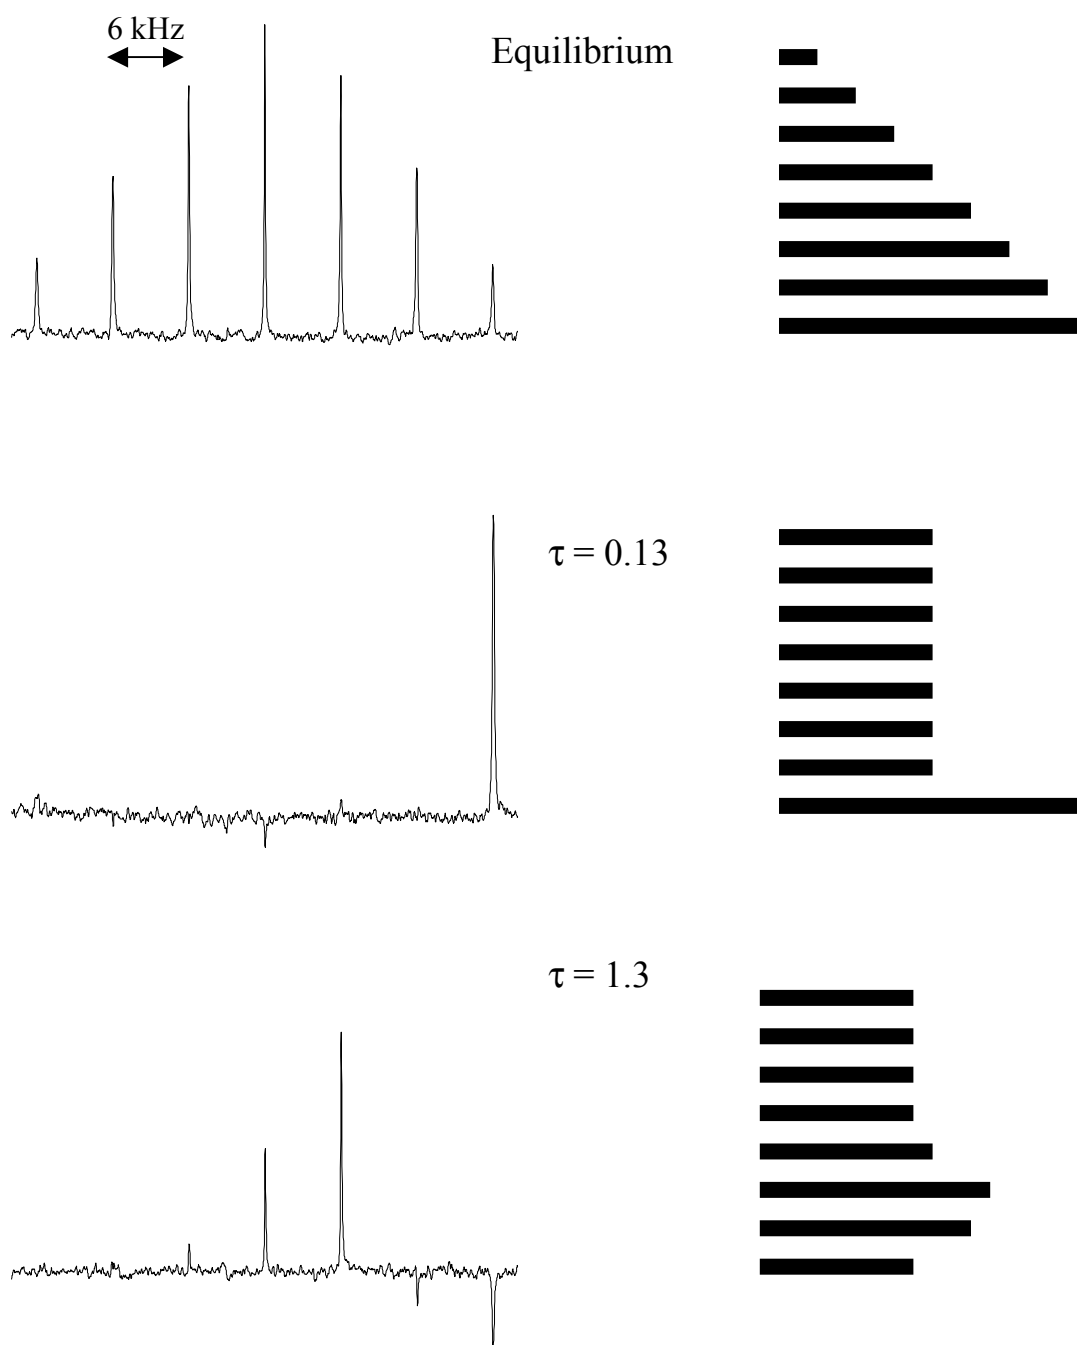 6 kHz
Equilibrium
τ = 0.13
τ = 1.3